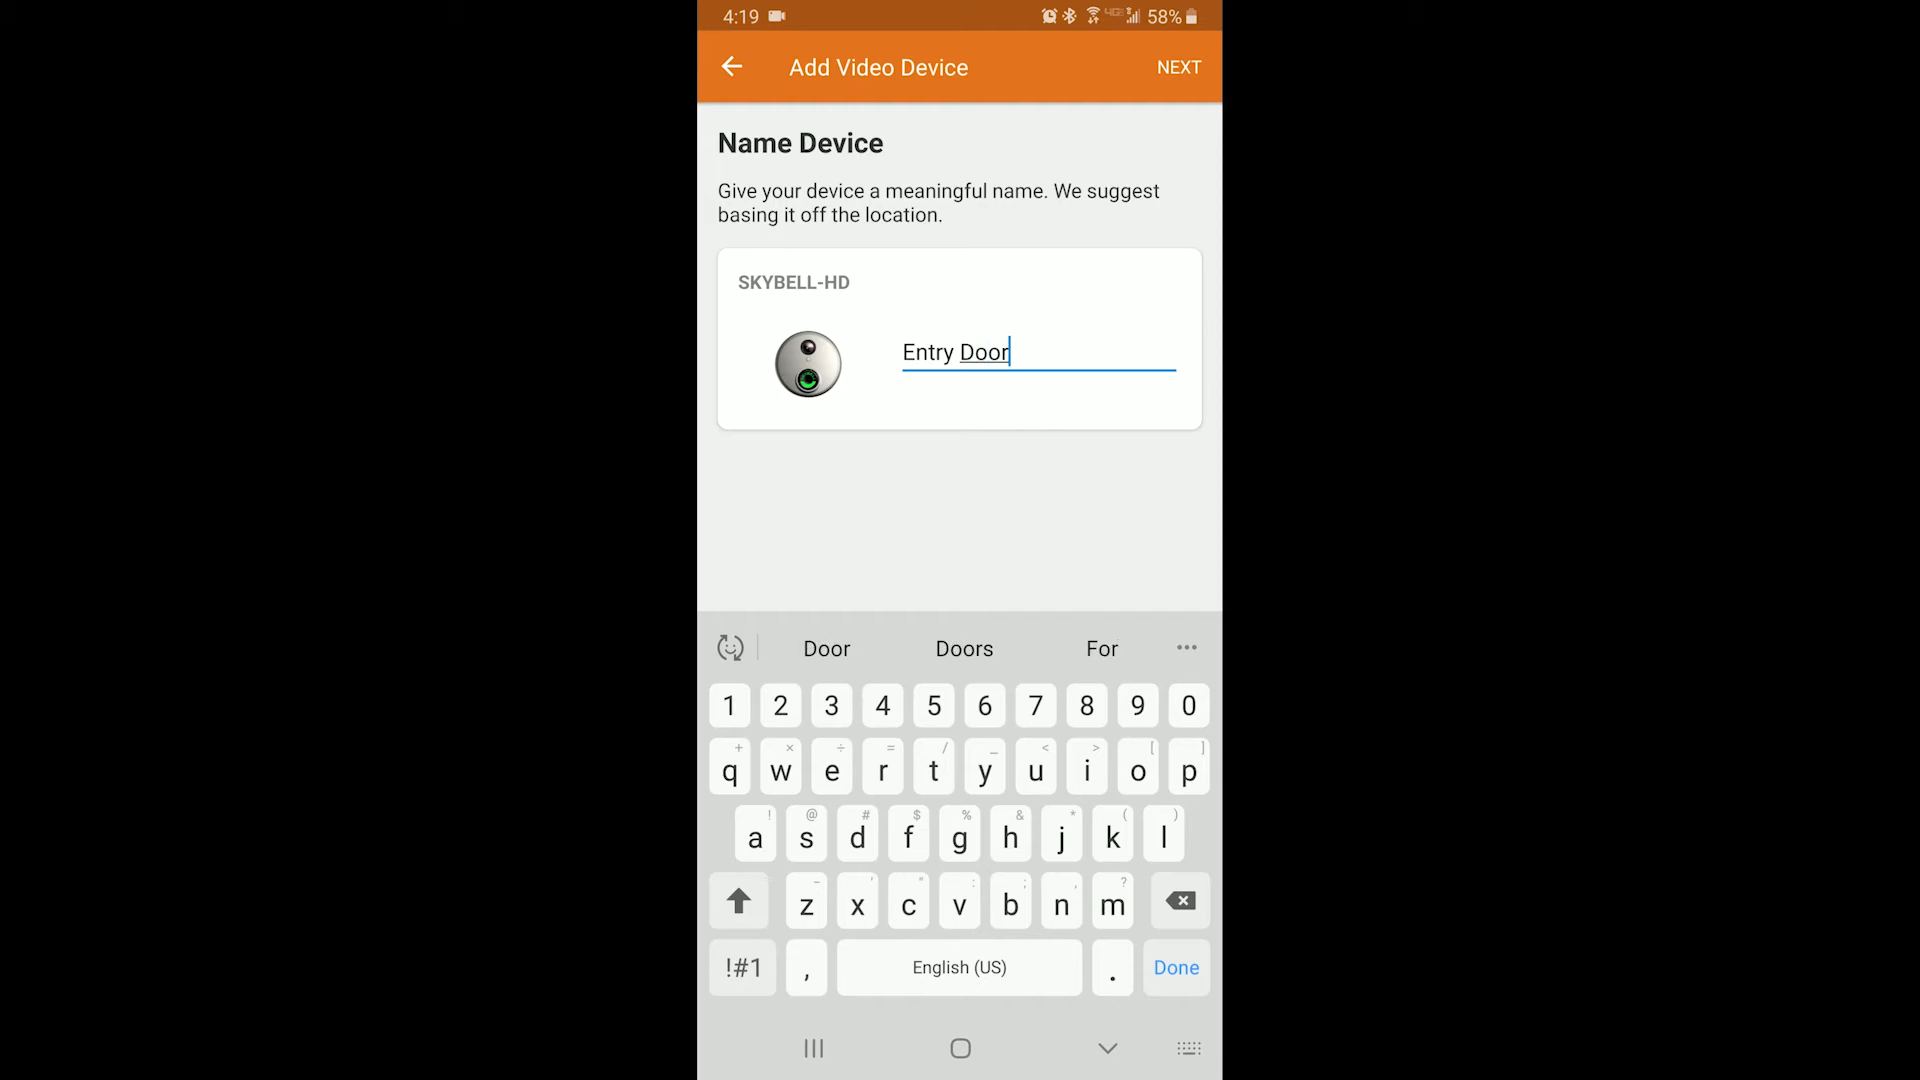 4:19 58%
Add Video Device NEXT
Name Device
Give your device a meaningful name. We suggest
basing it off the location.
SKYBELL-HD
Entry Door
Door Doors For •••
1 2 3 4 5 6 7 8 9 0
+ × ÷ = / _ < > [ ]
q w e r t y u i o p
! @ # $ % & * ( )
a s d f g h j k l
- ' " : ; , ?
z x c v b n m
!#1 , English (US) . Done